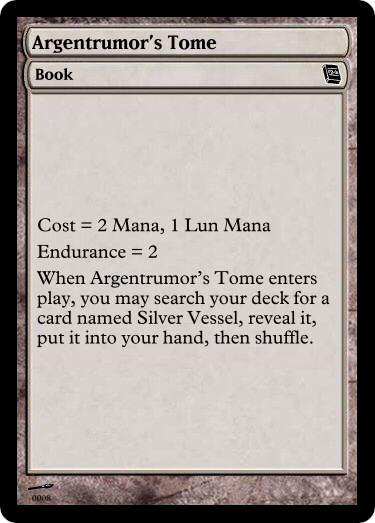 Argentrumor's Tome
Book
Cost = 2 Mana, 1 Lun Mana
Endurance = 2
When Argentrumor's Tome enters
play, you may search your deck for a
card named Silver Vessel, reveal it,
put it into your hand, then shuffle.
0008